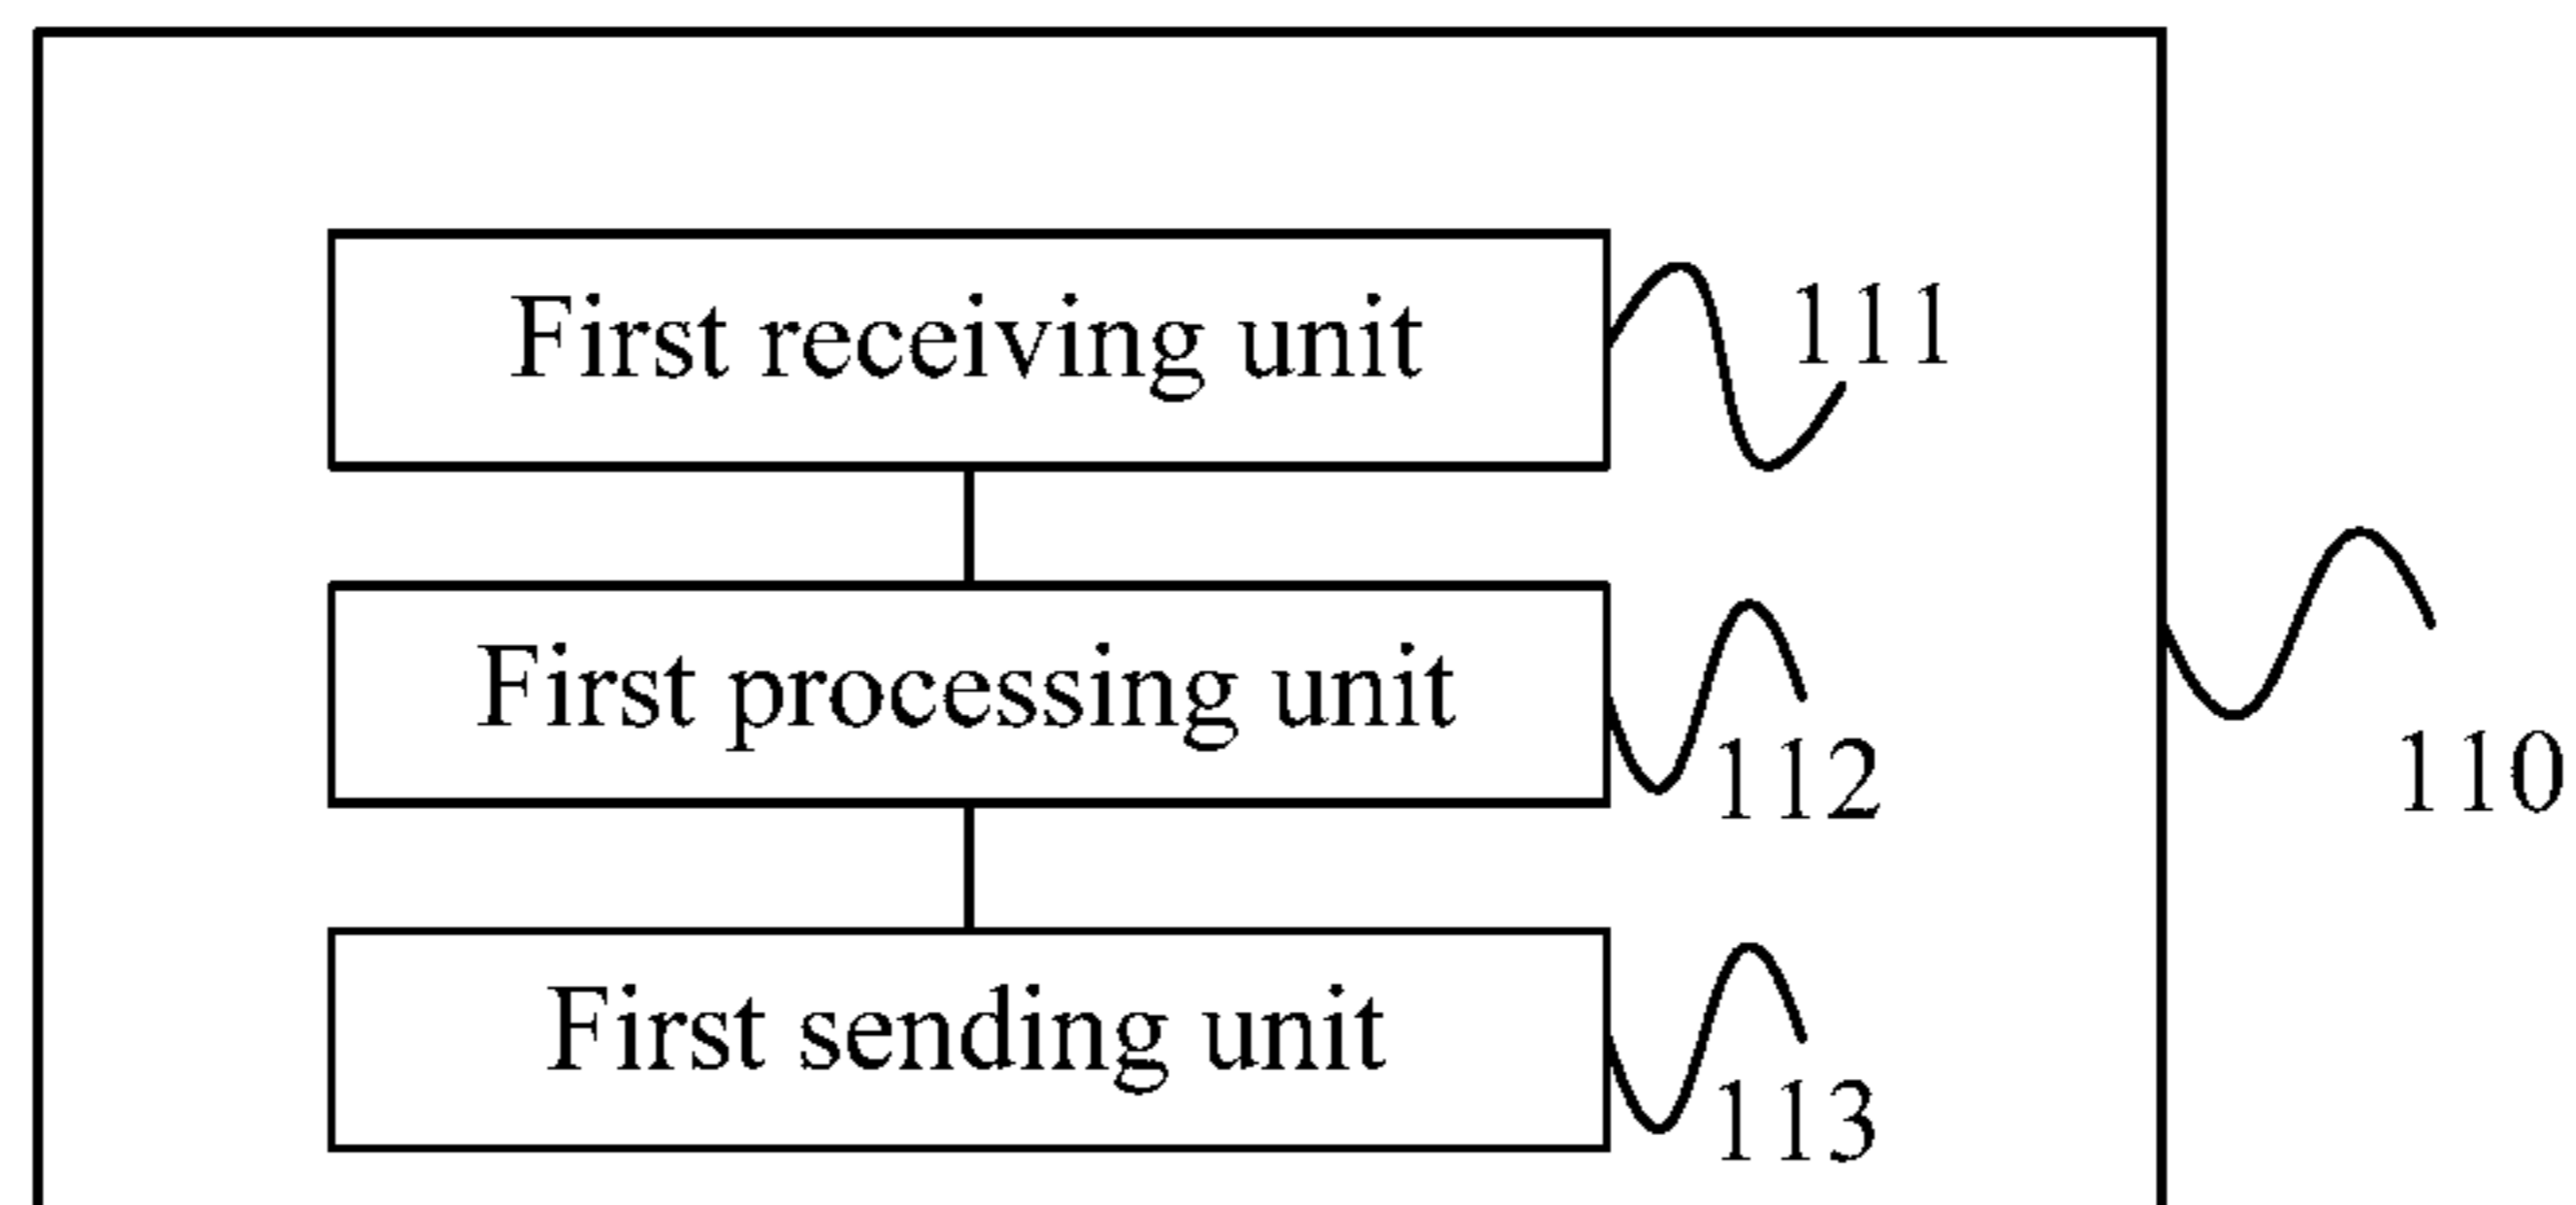 First receiving unit
111
First processing unit
112
110
First sending unit
113